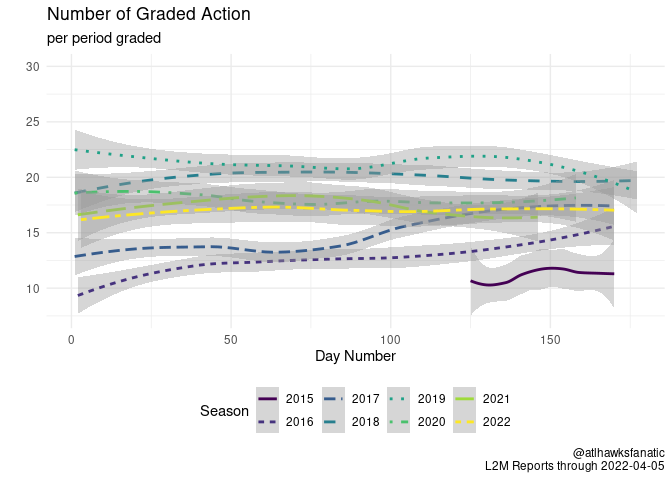 Number of Graded Action
per period graded
30
25
20
15
10
0 50 100 150
Day Number
Season
2015 2017 2019 2021
2016 2018 2020 2022
@atlhawksfanatic
L2M Reports through 2022-04-05